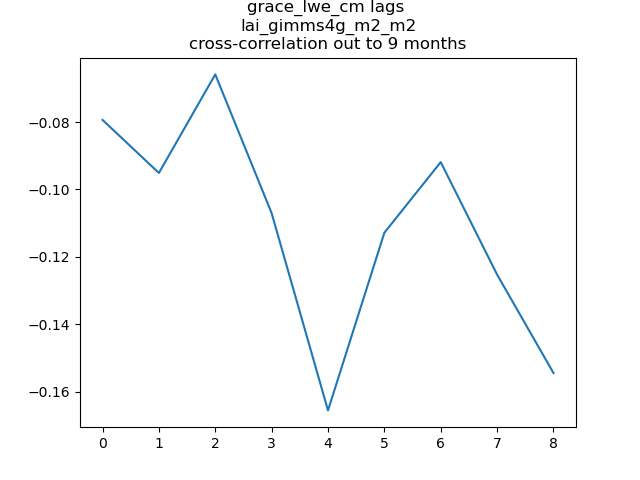 grace_lwe_cm lags
lai_gimms4g_m2_m2
cross-correlation out to 9 months
−0.08
−0.10
−0.12
−0.14
−0.16
0 1 2 3 4 5 6 7 8